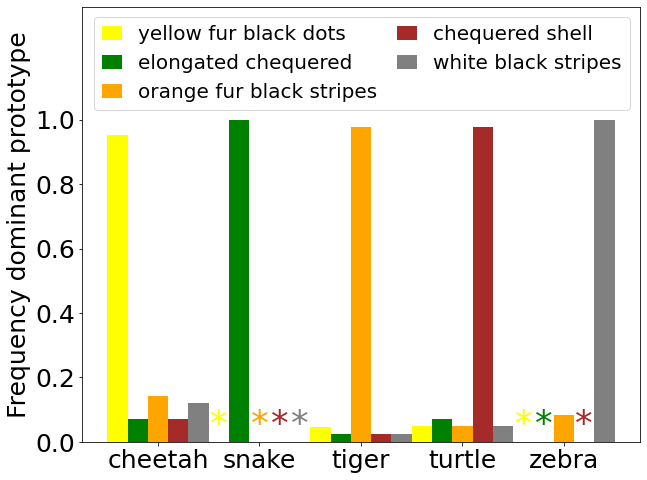 yellow fur black dots
elongated chequered
orange fur black stripes
chequered shell
white black stripes
Frequency dominant prototype
1.0
0.8
0.6
0.4
0.2
0.0
* * * * * * *
cheetah snake tiger turtle zebra